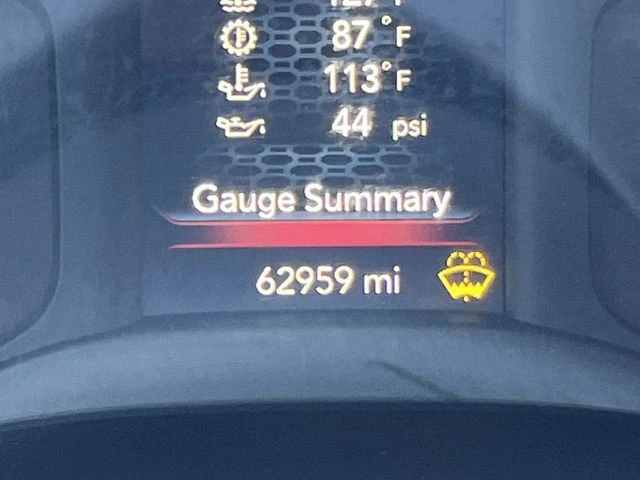 87°F
113°F
44 psi
Gauge Summary
62959 mi